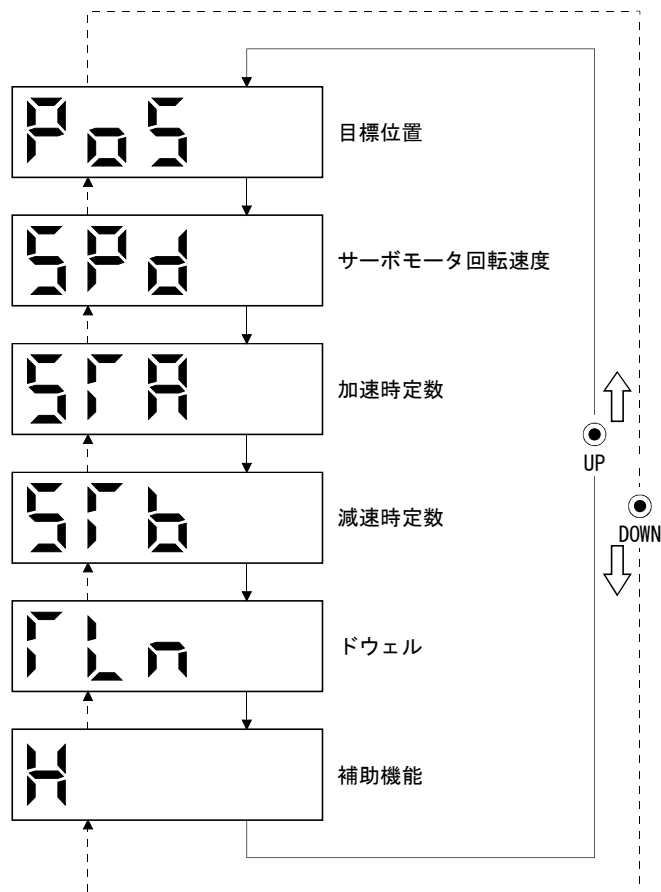 PoS
目標位置
SPd
サーボモータ回転速度
STA
加速時定数
UP
STb
減速時定数
DOWN
TLn
ドウェル
H
補助機能